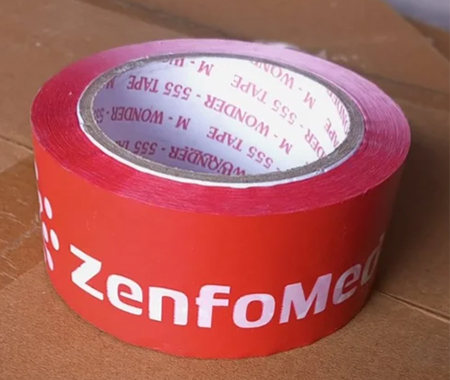 M - WONDER - 555 TAPE
M - WONDER - 555 TAPE
ZenfoMed